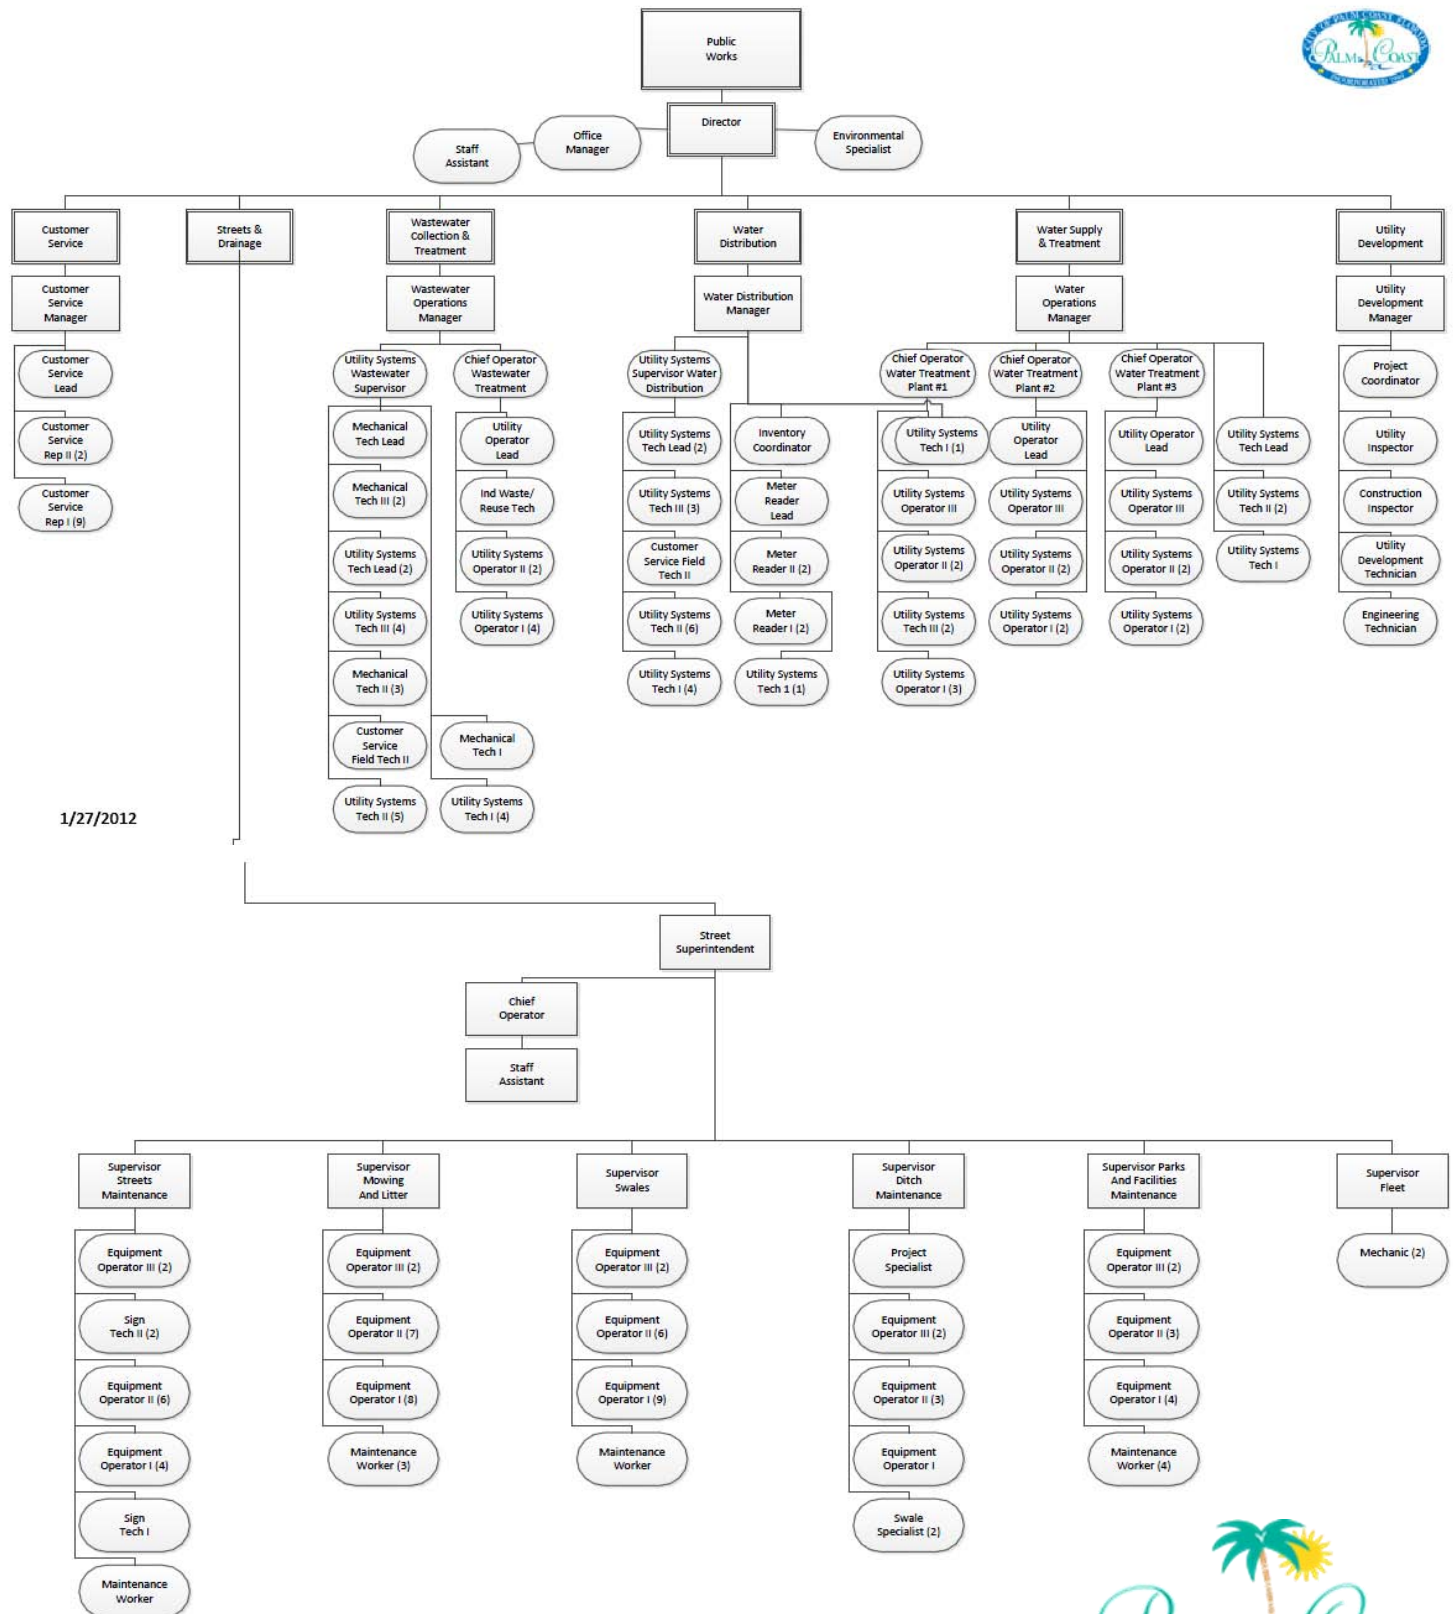 Public
Works
CITY OF PALM COAST FLORIDA
PALM COAST
Director
Staff
Assistant
Office
Manager
Environmental
Specialist
Customer
Service
Streets &
Drainage
Wastewater
Collection &
Treatment
Water
Distribution
Water Supply
& Treatment
Utility
Development
Customer
Service
Manager
Wastewater
Operations
Manager
Water Distribution
Manager
Water
Operations
Manager
Utility
Development
Manager
Customer
Service
Lead
Customer
Service
Rep II (2)
Customer
Service
Rep I (9)
Utility Systems
Wastewater
Supervisor
Mechanical
Tech Lead
Mechanical
Tech III (2)
Utility Systems
Tech Lead (2)
Utility Systems
Tech III (4)
Mechanical
Tech II (3)
Customer
Service
Field Tech II
Utility Systems
Tech II (5)
Chief Operator
Wastewater
Treatment
Utility
Operator
Lead
Ind Waste/
Reuse Tech
Utility Systems
Operator II (2)
Utility Systems
Operator I (4)
Mechanical
Tech I
Utility Systems
Tech I (4)
Utility Systems
Supervisor Water
Distribution
Utility Systems
Tech Lead (2)
Utility Systems
Tech III (3)
Customer
Service Field
Tech II
Utility Systems
Tech II (6)
Utility Systems
Tech I (4)
Inventory
Coordinator
Meter
Reader
Lead
Meter
Reader II (2)
Meter
Reader I (2)
Utility Systems
Tech 1 (1)
Chief Operator
Water Treatment
Plant #1
Utility Systems
Tech I (1)
Utility Systems
Operator III
Utility Systems
Operator II (2)
Utility Systems
Tech III (2)
Utility Systems
Operator I (3)
Chief Operator
Water Treatment
Plant #2
Utility
Operator
Lead
Utility Systems
Operator III
Utility Systems
Operator II (2)
Utility Systems
Operator I (2)
Chief Operator
Water Treatment
Plant #3
Utility Operator
Lead
Utility Systems
Operator III
Utility Systems
Operator II (2)
Utility Systems
Operator I (2)
Utility Systems
Tech Lead
Utility Systems
Tech II (2)
Utility Systems
Tech I
Project
Coordinator
Utility
Inspector
Construction
Inspector
Utility
Development
Technician
Engineering
Technician
1/27/2012
Street
Superintendent
Chief
Operator
Staff
Assistant
Supervisor
Streets
Maintenance
Equipment
Operator III (2)
Sign
Tech II (2)
Equipment
Operator II (6)
Equipment
Operator I (4)
Sign
Tech I
Maintenance
Worker
Supervisor
Mowing
And Litter
Equipment
Operator III (2)
Equipment
Operator II (7)
Equipment
Operator I (8)
Maintenance
Worker (3)
Supervisor
Swales
Equipment
Operator III (2)
Equipment
Operator II (6)
Equipment
Operator I (9)
Maintenance
Worker
Supervisor
Ditch
Maintenance
Project
Specialist
Equipment
Operator III (2)
Equipment
Operator II (3)
Equipment
Operator I
Swale
Specialist (2)
Supervisor Parks
And Facilities
Maintenance
Equipment
Operator III (2)
Equipment
Operator II (3)
Equipment
Operator I (4)
Maintenance
Worker (4)
Supervisor
Fleet
Mechanic (2)